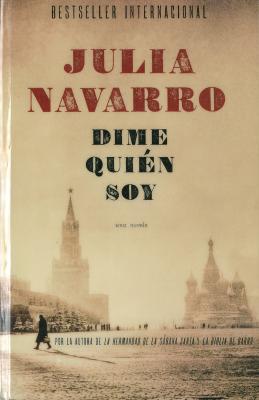 BESTSELLER INTERNACIONAL
JULIA
NAVARRO
DIME
QUIÉN
SOY
una novela
POR LA AUTORA DE LA HERMANDAD DE LA SÁBANA SANTA Y LA BIBLIA DE BARRO